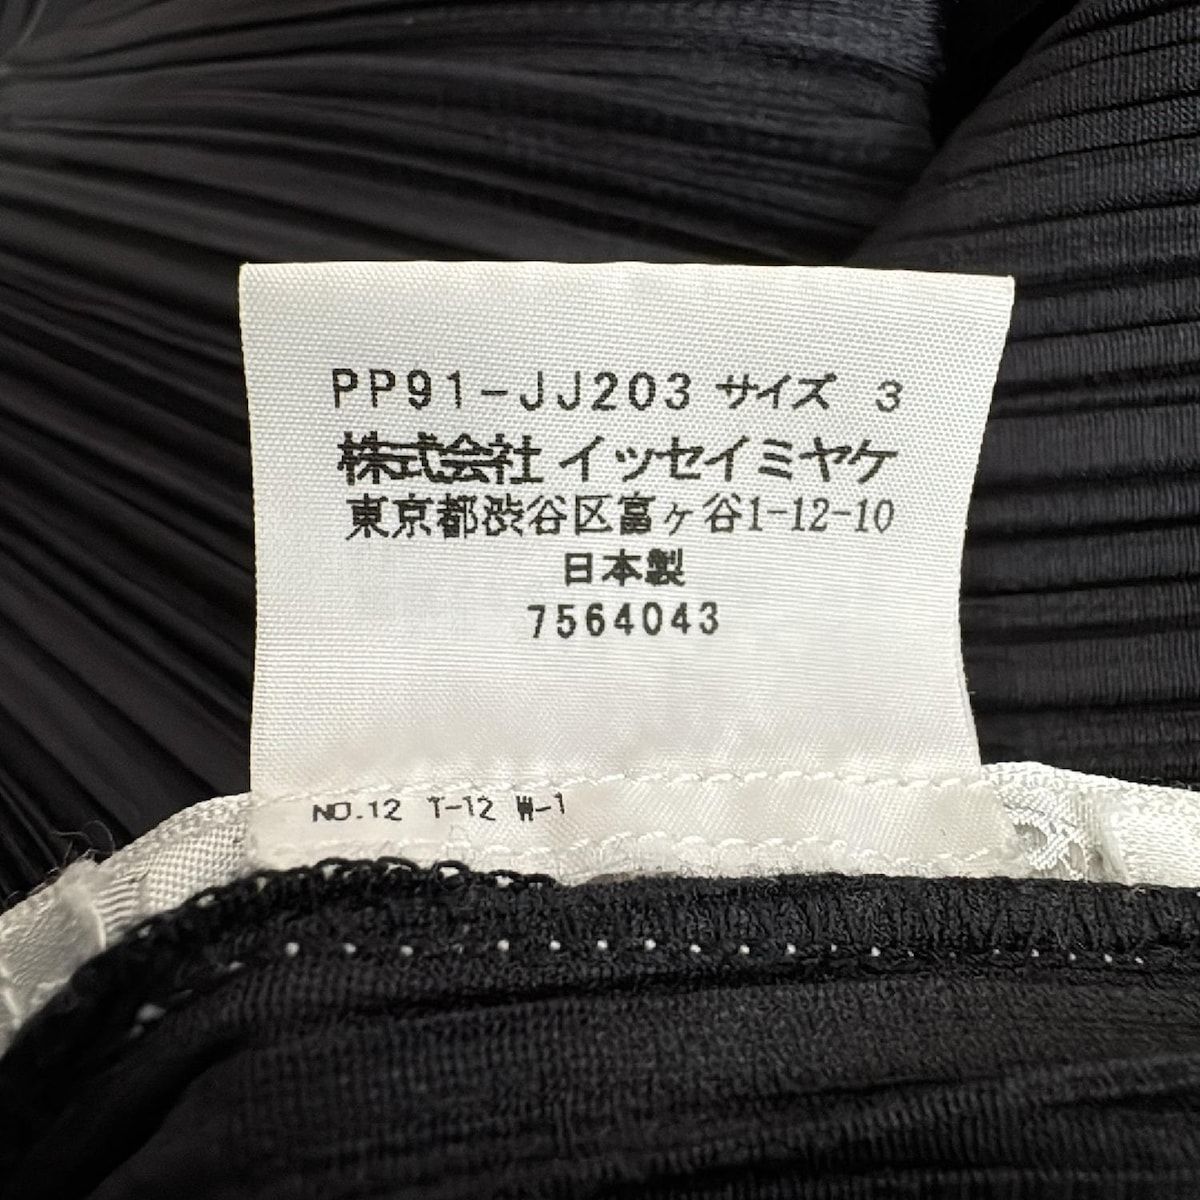 PP91-JJ203 サイズ 3
株式会社 イッセイミヤケ
東京都渋谷区富ヶ谷1-12-10
日本製
7564043
NO.12 T-12 W-1